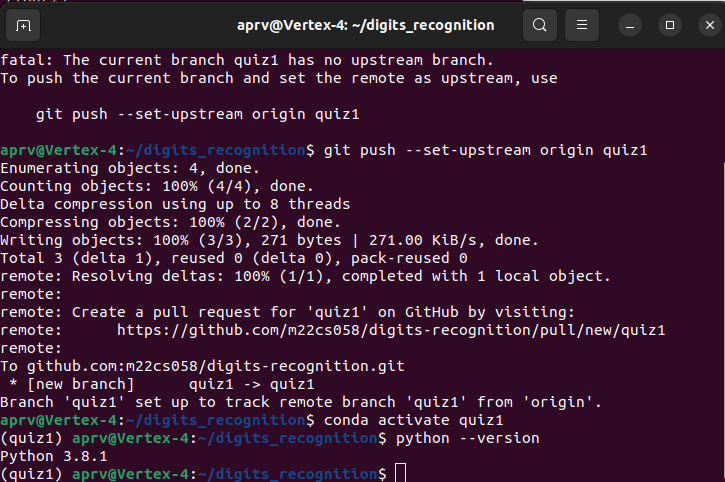 aprv@Vertex-4: ~/digits_recognition
fatal: The current branch quiz1 has no upstream branch.
To push the current branch and set the remote as upstream, use
    git push --set-upstream origin quiz1
aprv@Vertex-4:~/digits_recognition$ git push --set-upstream origin quiz1
Enumerating objects: 4, done.
Counting objects: 100% (4/4), done.
Delta compression using up to 8 threads
Compressing objects: 100% (2/2), done.
Writing objects: 100% (3/3), 271 bytes | 271.00 KiB/s, done.
Total 3 (delta 1), reused 0 (delta 0), pack-reused 0
remote: Resolving deltas: 100% (1/1), completed with 1 local object.
remote:
remote: Create a pull request for 'quiz1' on GitHub by visiting:
remote:      https://github.com/m22cs058/digits-recognition/pull/new/quiz1
remote:
To github.com:m22cs058/digits-recognition.git
 * [new branch]      quiz1 -> quiz1
Branch 'quiz1' set up to track remote branch 'quiz1' from 'origin'.
aprv@Vertex-4:~/digits_recognition$ conda activate quiz1
(quiz1) aprv@Vertex-4:~/digits_recognition$ python --version
Python 3.8.1
(quiz1) aprv@Vertex-4:~/digits_recognition$